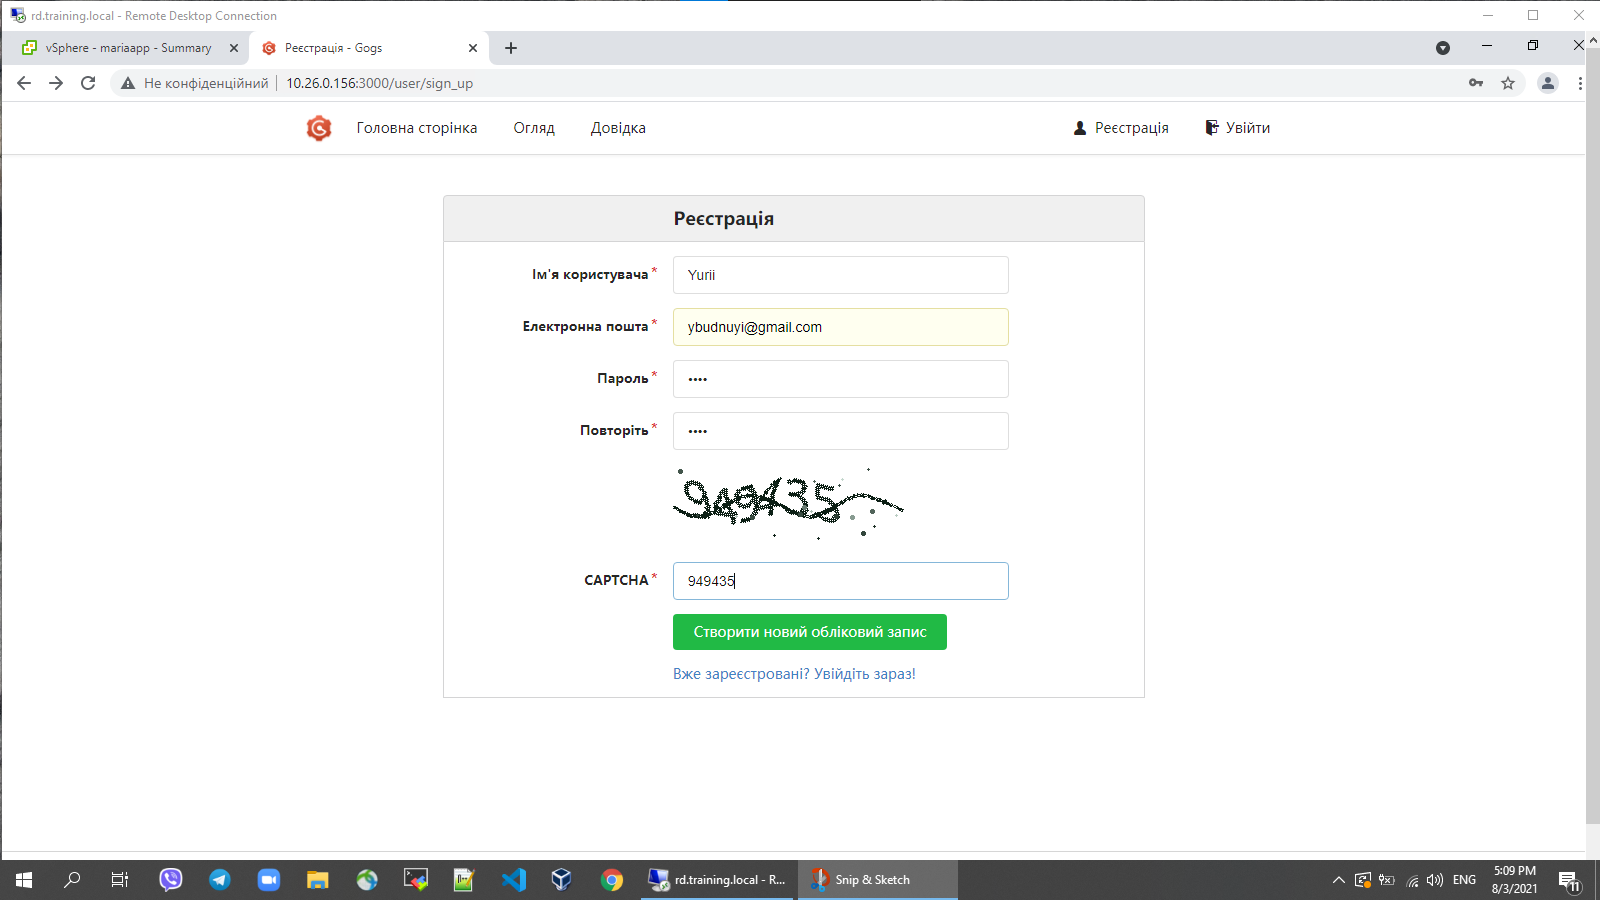 rd.training.local - Remote Desktop Connection
vSphere - mariaapp - Summary
Реєстрація - Gogs
Не конфіденційний
10.26.0.156:3000/user/sign_up
Головна сторінка
Огляд
Довідка
Реєстрація
Увійти
Реєстрація
Ім'я користувача*
Yurii
Електронна пошта*
ybudnuyi@gmail.com
Пароль*
••••
Повторіть*
••••
949435
CAPTCHA*
949435
Створити новий обліковий запис
Вже зареєстровані? Увійдіть зараз!
rd.training.local - R...
Snip & Sketch
ENG
5:09 PM
8/3/2021
11